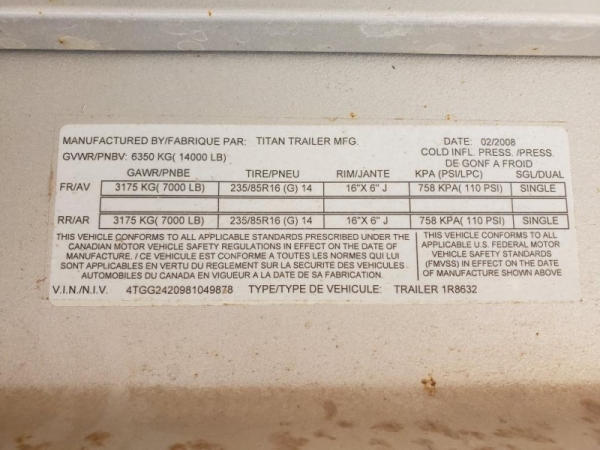 MANUFACTURED BY/FABRIQUE PAR: TITAN TRAILER MFG. DATE: 02/2008
GVWR/PNBV: 6350 KG( 14000 LB) COLD INFL. PRESS. /PRESS.
DE GONF A FROID
GAWR/PNBE TIRE/PNEU RIM/JANTE KPA (PSI/LPC) SGL/DUAL
FR/AV 3175 KG( 7000 LB) 235/85R16 (G) 14 16"X 6" J 758 KPA( 110 PSI) SINGLE
RR/AR 3175 KG( 7000 LB) 235/85R16 (G) 14 16"X 6" J 758 KPA( 110 PSI) SINGLE
THIS VEHICLE CONFORMS TO ALL APPLICABLE STANDARDS PRESCRIBED UNDER THE
CANADIAN MOTOR VEHICLE SAFETY REGULATIONS IN EFFECT ON THE DATE OF
MANUFACTURE. / CE VEHICULE EST CONFORME A TOUTES LES NORMES QUI LUI
SONT APPLICABLES EN VERTU DU REGLEMENT SUR LA SECURITE DES VEHICULES
AUTOMOBILES DU CANADA EN VIGUEUR A LA DATE DE SA FABRICATION.
THIS VEHICLE CONFORMS TO ALL
APPLICABLE U.S. FEDERAL MOTOR
VEHICLE SAFETY STANDARDS
(FMVSS) IN EFFECT ON THE DATE
OF MANUFACTURE SHOWN ABOVE
V.I.N./N.I.V. 4TGG2420981049878 TYPE/TYPE DE VEHICULE: TRAILER 1R8632